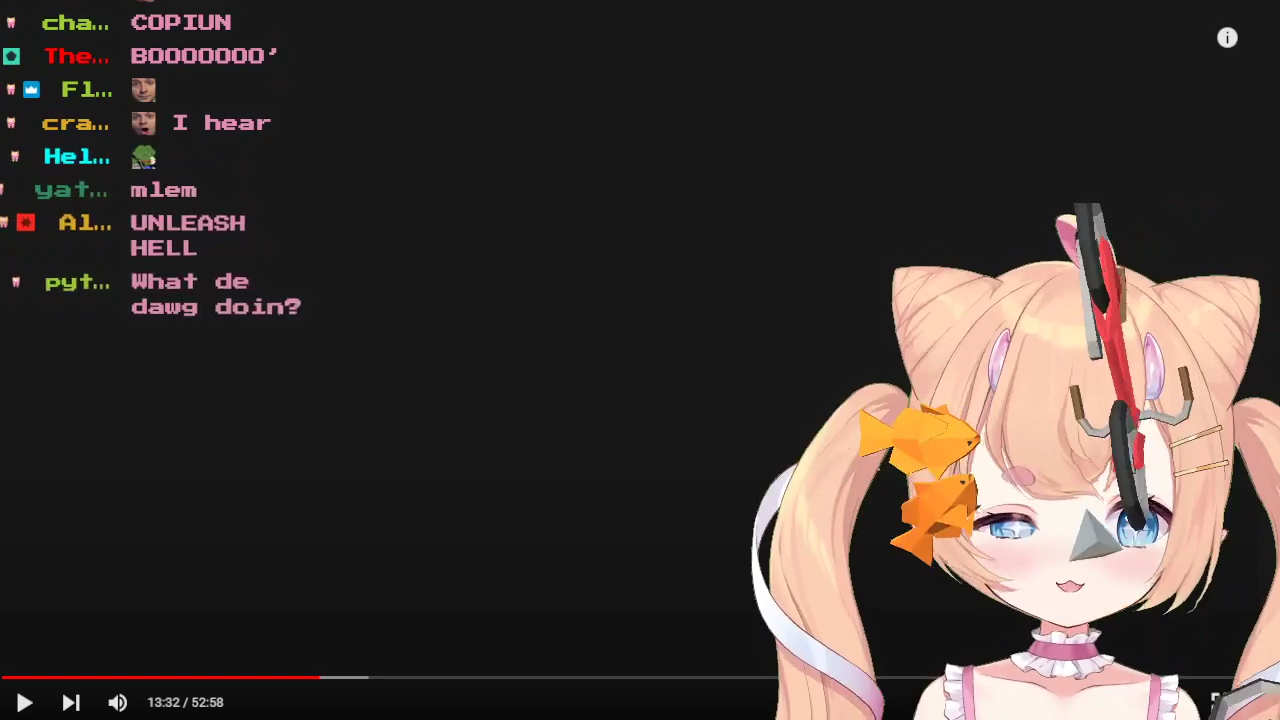 cha... COPIUN
The... BOOOOOOO'
Fl...
cra... I hear
Hel...
yat... mlem
Al... UNLEASH
HELL
pyt... What de
dawg doin?
13:32 / 52:58